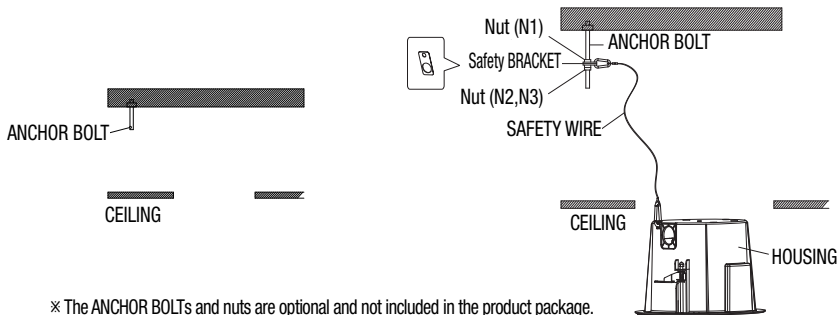 ANCHOR BOLT
CEILING
Nut (N1)
ANCHOR BOLT
Safety BRACKET
Nut (N2,N3)
SAFETY WIRE
CEILING
HOUSING
※ The ANCHOR BOLTs and nuts are optional and not included in the product package.